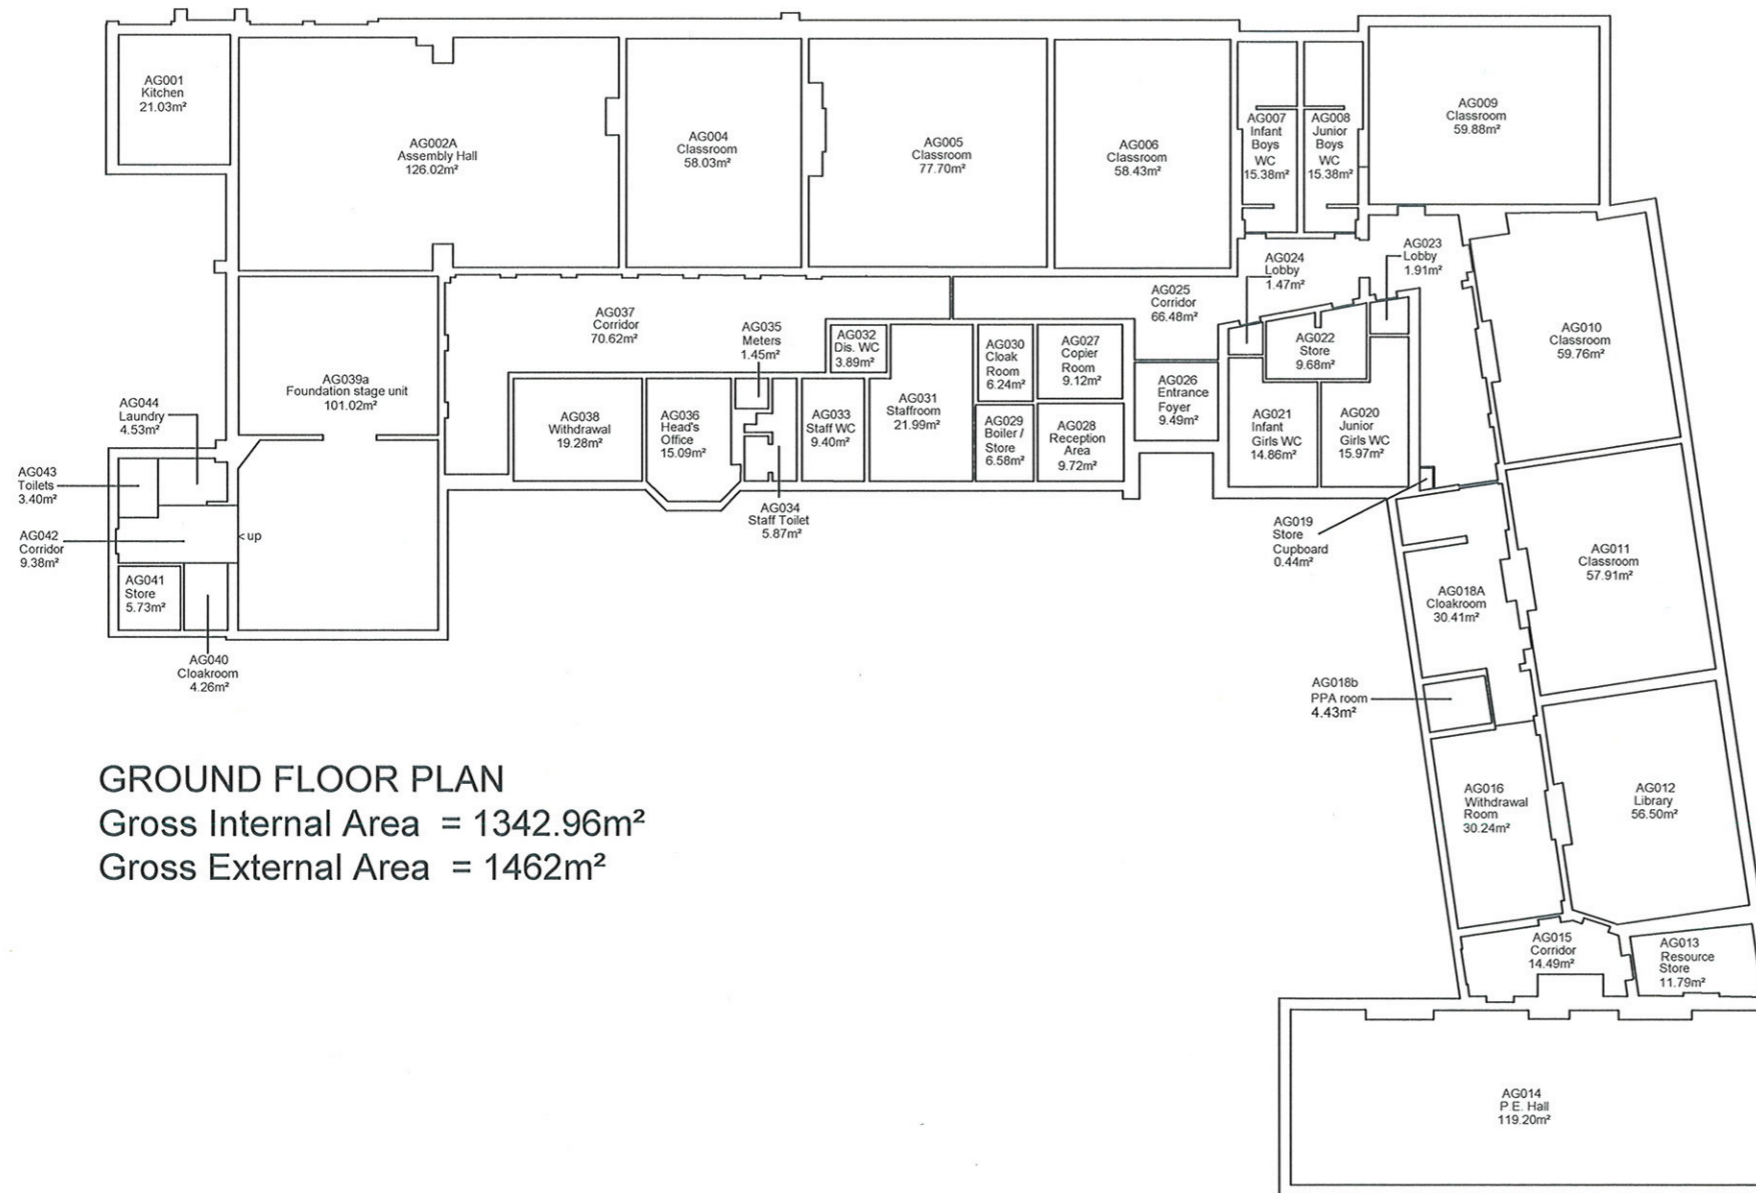 AG001
Kitchen
21.03m²
AG002A
Assembly Hall
126.02m²
AG004
Classroom
58.03m²
AG005
Classroom
77.70m²
AG006
Classroom
58.43m²
AG007
Infant
Boys
WC
15.38m²
AG008
Junior
Boys
WC
15.38m²
AG009
Classroom
59.88m²
AG023
Lobby
1.91m²
AG024
Lobby
1.47m²
AG025
Corridor
66.48m²
AG010
Classroom
59.76m²
AG037
Corridor
70.62m²
AG035
Meters
1.45m²
AG032
Dis. WC
3.89m²
AG030
Cloak
Room
6.24m²
AG027
Copier
Room
9.12m²
AG022
Store
9.68m²
AG039a
Foundation stage unit
101.02m²
AG044
Laundry
4.53m²
AG038
Withdrawal
19.28m²
AG036
Head's
Office
15.09m²
AG033
Staff WC
9.40m²
AG031
Staffroom
21.99m²
AG029
Boiler /
Store
6.58m²
AG028
Reception
Area
9.72m²
AG026
Entrance
Foyer
9.49m²
AG021
Infant
Girls WC
14.86m²
AG020
Junior
Girls WC
15.97m²
AG043
Toilets
3.40m²
AG034
Staff Toilet
5.87m²
AG042
Corridor
9.38m²
< up
AG019
Store
Cupboard
0.44m²
AG011
Classroom
57.91m²
AG041
Store
5.73m²
AG018A
Cloakroom
30.41m²
AG040
Cloakroom
4.26m²
AG018b
PPA room
4.43m²
GROUND FLOOR PLAN
Gross Internal Area = 1342.96m²
Gross External Area = 1462m²
AG016
Withdrawal
Room
30.24m²
AG012
Library
56.50m²
AG015
Corridor
14.49m²
AG013
Resource
Store
11.79m²
AG014
P.E. Hall
119.20m²